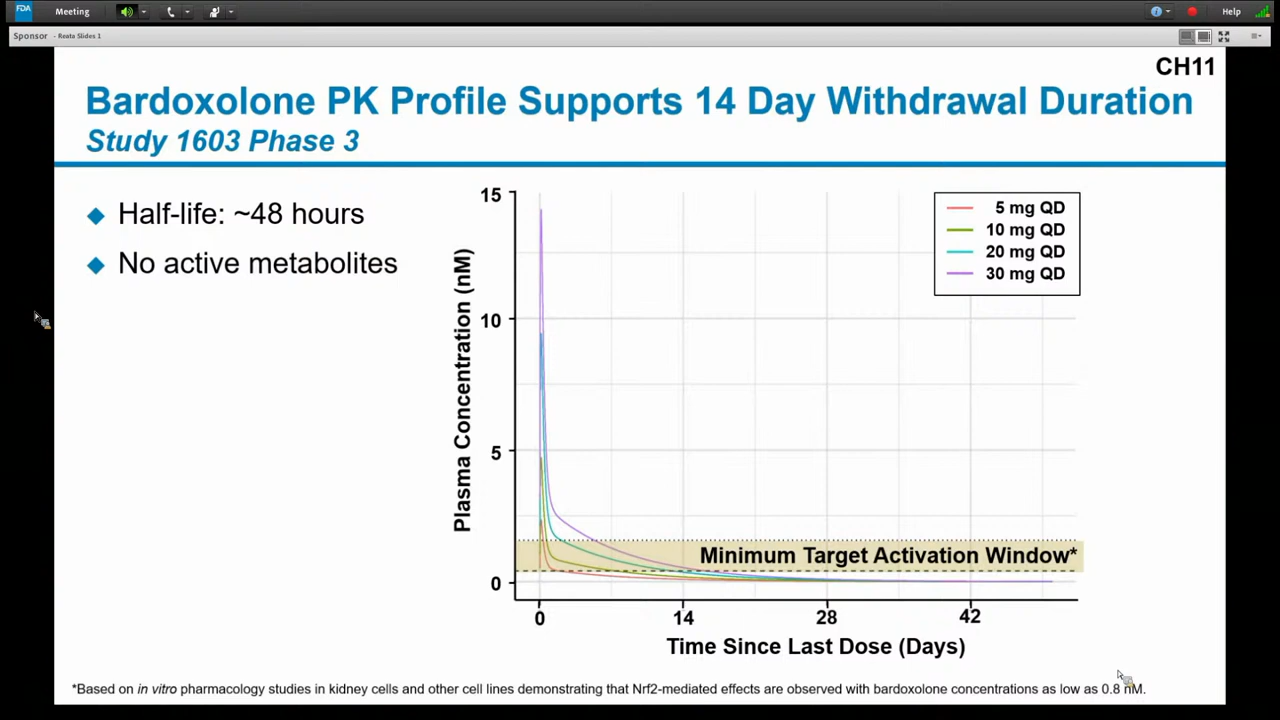 FDA
Meeting
Help
Sponsor - Reata Slides 1
CH11
Bardoxolone PK Profile Supports 14 Day Withdrawal Duration
Study 1603 Phase 3
Half-life: ~48 hours
No active metabolites
15
10
5
0
Plasma Concentration (nM)
5 mg QD
10 mg QD
20 mg QD
30 mg QD
Minimum Target Activation Window*
0
14
28
42
Time Since Last Dose (Days)
*Based on in vitro pharmacology studies in kidney cells and other cell lines demonstrating that Nrf2-mediated effects are observed with bardoxolone concentrations as low as 0.8 nM.